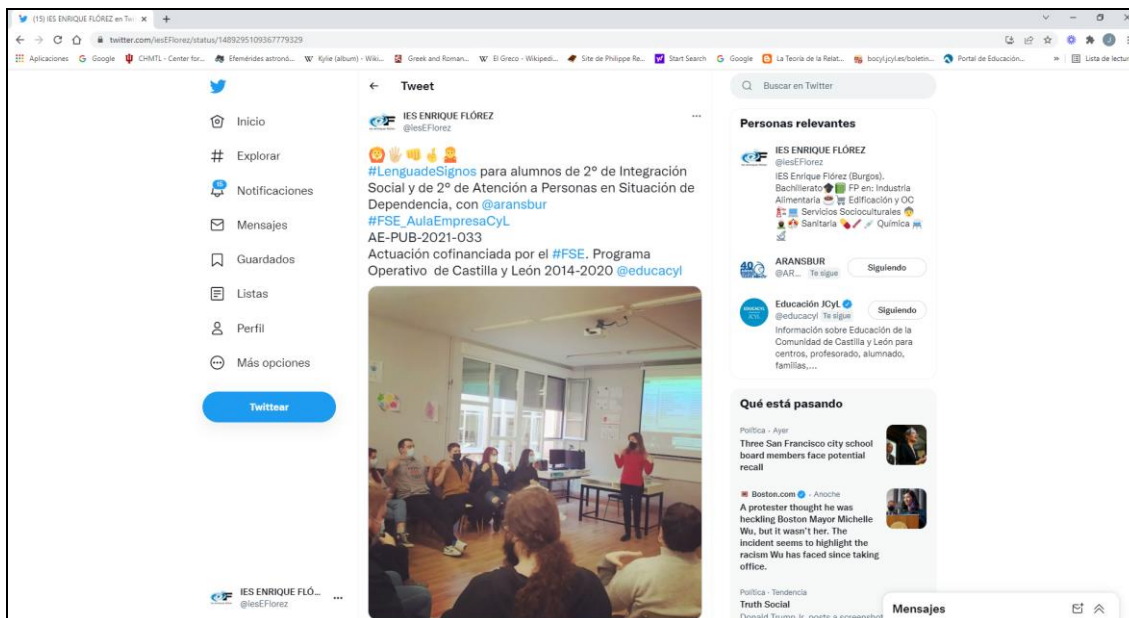 (15) IES ENRIQUE FLÓREZ en Twi
twitter.com/iesEFlorez/status/1489295109367779329
Aplicaciones
Google
CHMTL - Center for...
Efemérides astronó...
Kylie (album) - Wiki...
Greek and Roman...
El Greco - Wikipedi...
Site de Philippe Re...
Start Search
Google
La Teoría de la Relat...
bocyl.jcyl.es/boletin...
Portal de Educación...
»
Lista de lectur
Inicio
Explorar
15
Notificaciones
Mensajes
Guardados
Listas
Perfil
Más opciones
Twittear
IES ENRIQUE FLÓ...
@iesEFlorez
Tweet
IES ENRIQUE FLÓREZ
@iesEFlorez
🙆🖐👊🤞🤷
#LenguadeSignos para alumnos de 2º de Integración
Social y de 2º de Atención a Personas en Situación de
Dependencia, con @aransbur
#FSE_AulaEmpresaCyL
AE-PUB-2021-033
Actuación cofinanciada por el #FSE. Programa
Operativo de Castilla y León 2014-2020 @educacyl
Buscar en Twitter
Personas relevantes
IES ENRIQUE FLÓREZ
@iesEFlorez
IES Enrique Flórez (Burgos).
Bachillerato FP en: Industria
Alimentaria Edificación y OC
Servicios Socioculturales
Sanitaria Química
ARANSBUR
@AR... Te sigue
Siguiendo
Educación JCyL
@educacyl Te sigue
Siguiendo
Información sobre Educación de la
Comunidad de Castilla y León para
centros, profesorado, alumnado,
familias,...
Qué está pasando
Política · Ayer
Three San Francisco city school
board members face potential
recall
Boston.com · Anoche
A protester thought he was
heckling Boston Mayor Michelle
Wu, but it wasn't her. The
incident seems to highlight the
racism Wu has faced since taking
office.
Política · Tendencia
Truth Social
Donald Trump Jr. posts a screenshot
Mensajes